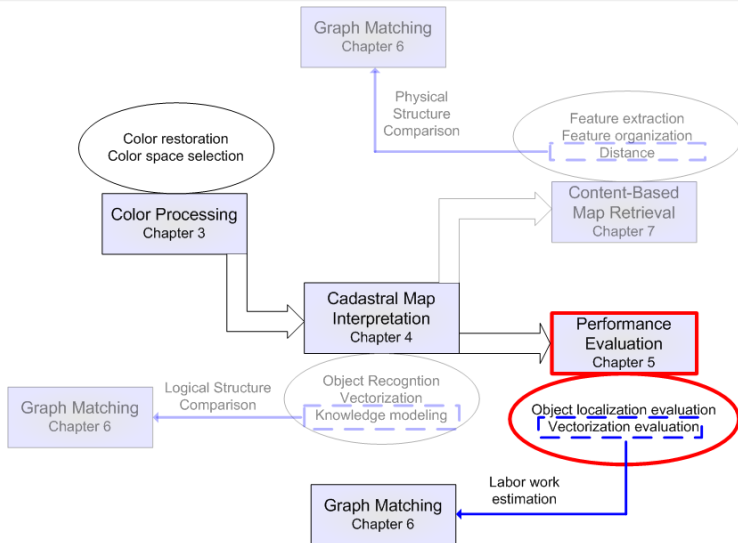 Graph Matching
Chapter 6
Physical
Structure
Comparison
Feature extraction
Feature organization
Distance
Color restoration
Color space selection
Color Processing
Chapter 3
Content-Based
Map Retrieval
Chapter 7
Cadastral Map
Interpretation
Chapter 4
Performance
Evaluation
Chapter 5
Logical Structure
Comparison
Graph Matching
Chapter 6
Object Recogntion
Vectorization
Knowledge modeling
Object localization evaluation
Vectorization evaluation
Labor work
estimation
Graph Matching
Chapter 6